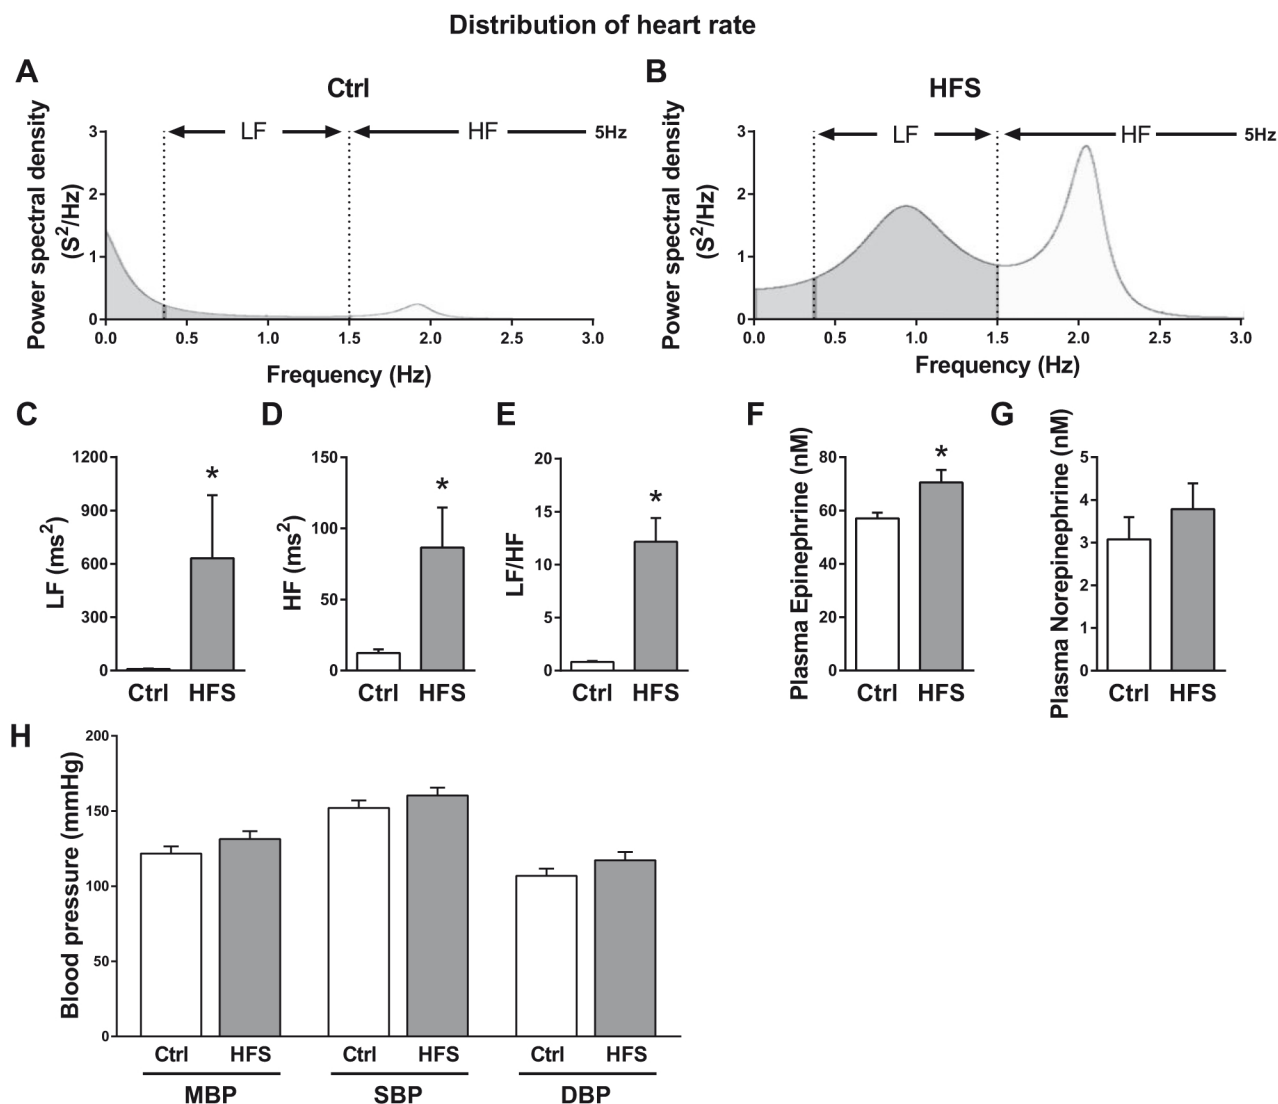 Distribution of heart rate
A
Ctrl
Power spectral density
(S²/Hz)
3
2
1
0
LF
HF
5Hz
0.0 0.5 1.0 1.5 2.0 2.5 3.0
Frequency (Hz)
B
HFS
Power spectral density
(S²/Hz)
3
2
1
0
LF
HF
5Hz
0.0 0.5 1.0 1.5 2.0 2.5 3.0
Frequency (Hz)
C
LF (ms²)
1200
900
600
300
0
*
Ctrl HFS
D
HF (ms²)
150
100
50
0
*
Ctrl HFS
E
LF/HF
20
15
10
5
0
*
Ctrl HFS
F
Plasma Epinephrine (nM)
80
60
40
20
0
*
Ctrl HFS
G
Plasma Norepinephrine (nM)
5
4
3
2
1
0
Ctrl HFS
H
Blood pressure (mmHg)
200
150
100
50
0
Ctrl HFS Ctrl HFS Ctrl HFS
MBP SBP DBP